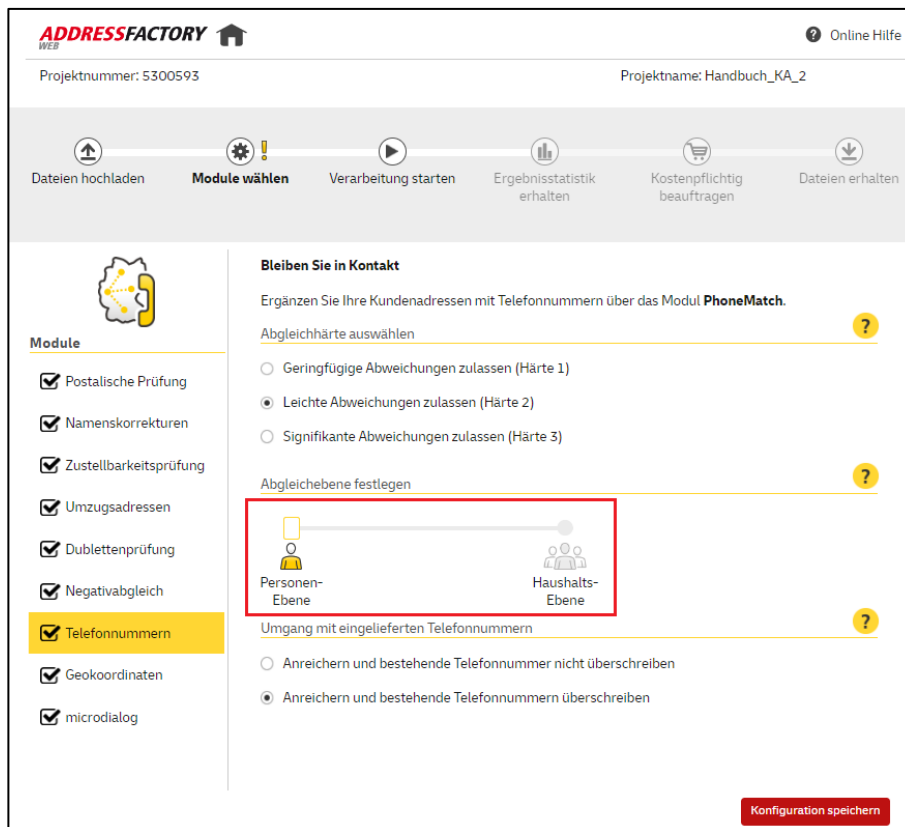 ADDRESSFACTORY
WEB
Online Hilfe
Projektnummer: 5300593
Projektname: Handbuch_KA_2
Dateien hochladen
Module wählen
Verarbeitung starten
Ergebnisstatistik
erhalten
Kostenpflichtig
beauftragen
Dateien erhalten
Module
Postalische Prüfung
Namenskorrekturen
Zustellbarkeitsprüfung
Umzugsadressen
Dublettenprüfung
Negativabgleich
Telefonnummern
Geokoordinaten
microdialog
Bleiben Sie in Kontakt
Ergänzen Sie Ihre Kundenadressen mit Telefonnummern über das Modul PhoneMatch.
Abgleichhärte auswählen
?
Geringfügige Abweichungen zulassen (Härte 1)
Leichte Abweichungen zulassen (Härte 2)
Signifikante Abweichungen zulassen (Härte 3)
Abgleichebene festlegen
?
Personen-
Ebene
Haushalts-
Ebene
Umgang mit eingelieferten Telefonnummern
?
Anreichern und bestehende Telefonnummer nicht überschreiben
Anreichern und bestehende Telefonnummern überschreiben
Konfiguration speichern